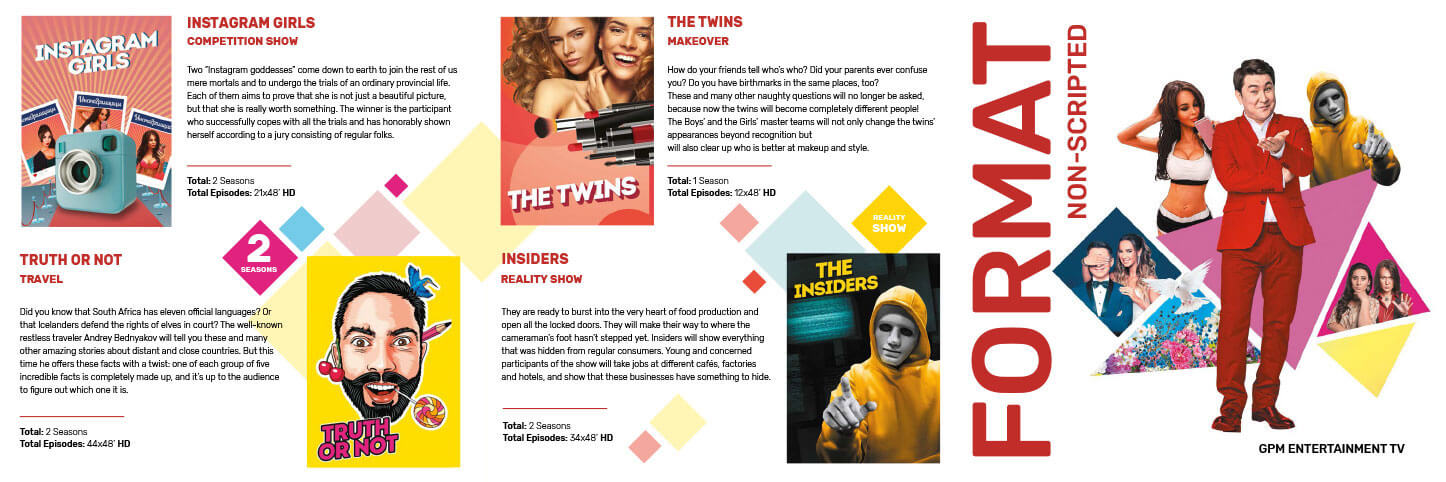 INSTAGRAM
GIRLS
INSTAGRAM GIRLS
COMPETITION SHOW
Two “Instagram goddesses” come down to earth to join the rest of us
mere mortals and to undergo the trials of an ordinary provincial life.
Each of them aims to prove that she is not just a beautiful picture,
but that she is really worth something. The winner is the participant
who successfully copes with all the trials and has honorably shown
herself according to a jury consisting of regular folks.
Total: 2 Seasons
Total Episodes: 21x48’ HD
TRUTH OR NOT
TRAVEL
2
SEASONS
Did you know that South Africa has eleven official languages? Or
that Icelanders defend the rights of elves in court? The well-known
restless traveler Andrey Bednyakov will tell you these and many
other amazing stories about distant and close countries. But this
time he offers these facts with a twist: one of each group of five
incredible facts is completely made up, and it’s up to the audience
to figure out which one it is.
Total: 2 Seasons
Total Episodes: 44x48’ HD
TRUTH
OR NOT
THE TWINS
THE TWINS
MAKEOVER
How do your friends tell who’s who? Did your parents ever confuse
you? Do you have birthmarks in the same places, too?
These and many other naughty questions will no longer be asked,
because now the twins will become completely different people!
The Boys’ and the Girls’ master teams will not only change the twins’
appearances beyond recognition but
will also clear up who is better at makeup and style.
Total: 1 Season
Total Episodes: 12x48’ HD
REALITY
SHOW
INSIDERS
REALITY SHOW
They are ready to burst into the very heart of food production and
open all the locked doors. They will make their way to where the
cameraman’s foot hasn’t stepped yet. Insiders will show everything
that was hidden from regular consumers. Young and concerned
participants of the show will take jobs at different cafés, factories
and hotels, and show that these businesses have something to hide.
Total: 2 Seasons
Total Episodes: 34x48’ HD
THE
INSIDERS
FORMAT
NON-SCRIPTED
GPM ENTERTAINMENT TV